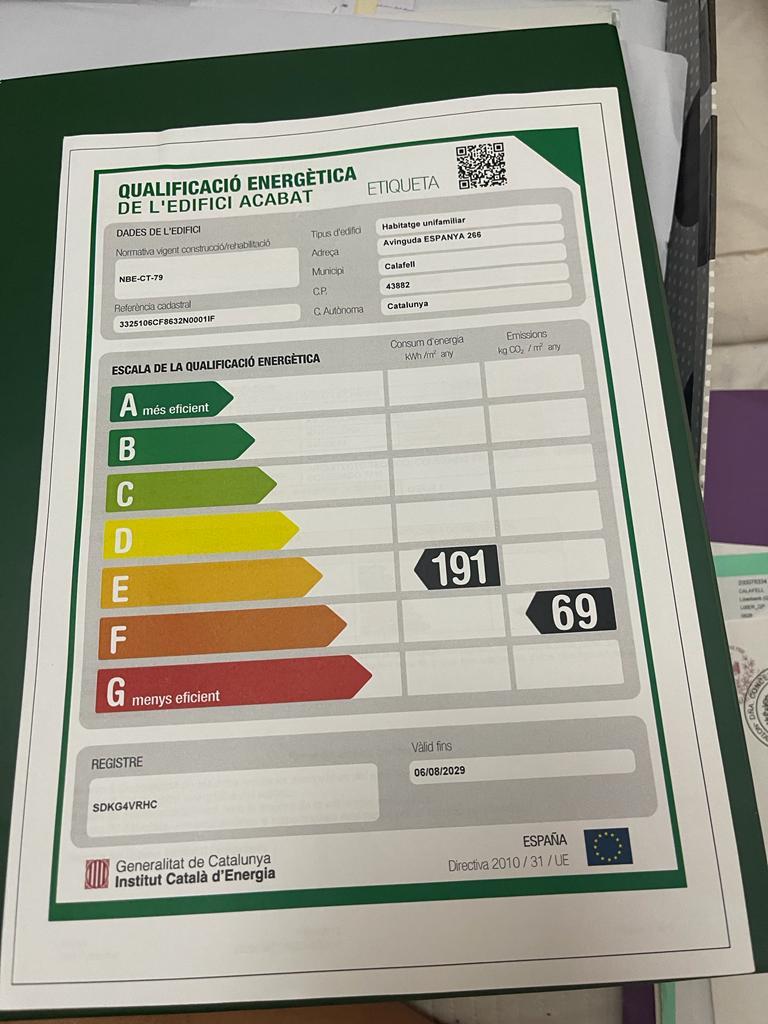 QUALIFICACIÓ ENERGÈTICA
DE L'EDIFICI ACABAT
ETIQUETA
DADES DE L'EDIFICI
Normativa vigent construcció/rehabilitació
NBE-CT-79
Referència cadastral
3325106CF8632N0001IF
Tipus d'edifici
Habitatge unifamiliar
Adreça
Avinguda ESPANYA 266
Municipi
Calafell
C.P.
43882
C. Autònoma
Catalunya
ESCALA DE LA QUALIFICACIÓ ENERGÈTICA
Consum d'energia
kWh /m² any
Emissions
kg CO₂ / m² any
A més eficient
B
C
D
E
191
F
69
G menys eficient
REGISTRE
SDKG4VRHC
Vàlid fins
06/08/2029
Generalitat de Catalunya
Institut Català d'Energia
ESPAÑA
Directiva 2010 / 31 / UE
CALAFELL